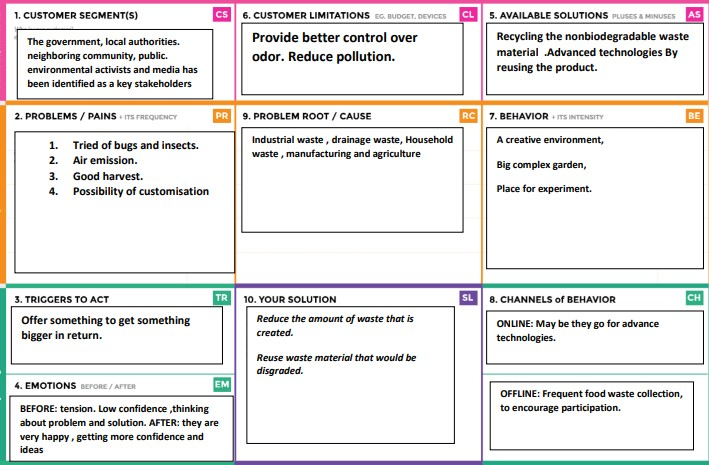 1. CUSTOMER SEGMENT(S) CS
The government, local authorities.
neighboring community, public.
environmental activists and media has
been identified as a key stakeholders
6. CUSTOMER LIMITATIONS EG. BUDGET, DEVICES CL
Provide better control over
odor. Reduce pollution.
5. AVAILABLE SOLUTIONS PLUSES & MINUSES AS
Recycling the nonbiodegradable waste
material .Advanced technologies By
reusing the product.
2. PROBLEMS / PAINS + ITS FREQUENCY PR
1. Tried of bugs and insects.
2. Air emission.
3. Good harvest.
4. Possibility of customisation
9. PROBLEM ROOT / CAUSE RC
Industrial waste , drainage waste, Household
waste , manufacturing and agriculture
7. BEHAVIOR + ITS INTENSITY BE
A creative environment,
Big complex garden,
Place for experiment.
3. TRIGGERS TO ACT TR
Offer something to get something
bigger in return.
4. EMOTIONS BEFORE / AFTER EM
BEFORE: tension. Low confidence ,thinking
about problem and solution. AFTER: they are
very happy , getting more confidence and
ideas
10. YOUR SOLUTION SL
Reduce the amount of waste that is
created.
Reuse waste material that would be
disgraded.
8. CHANNELS of BEHAVIOR CH
ONLINE: May be they go for advance
technologies.
OFFLINE: Frequent food waste collection,
to encourage participation.